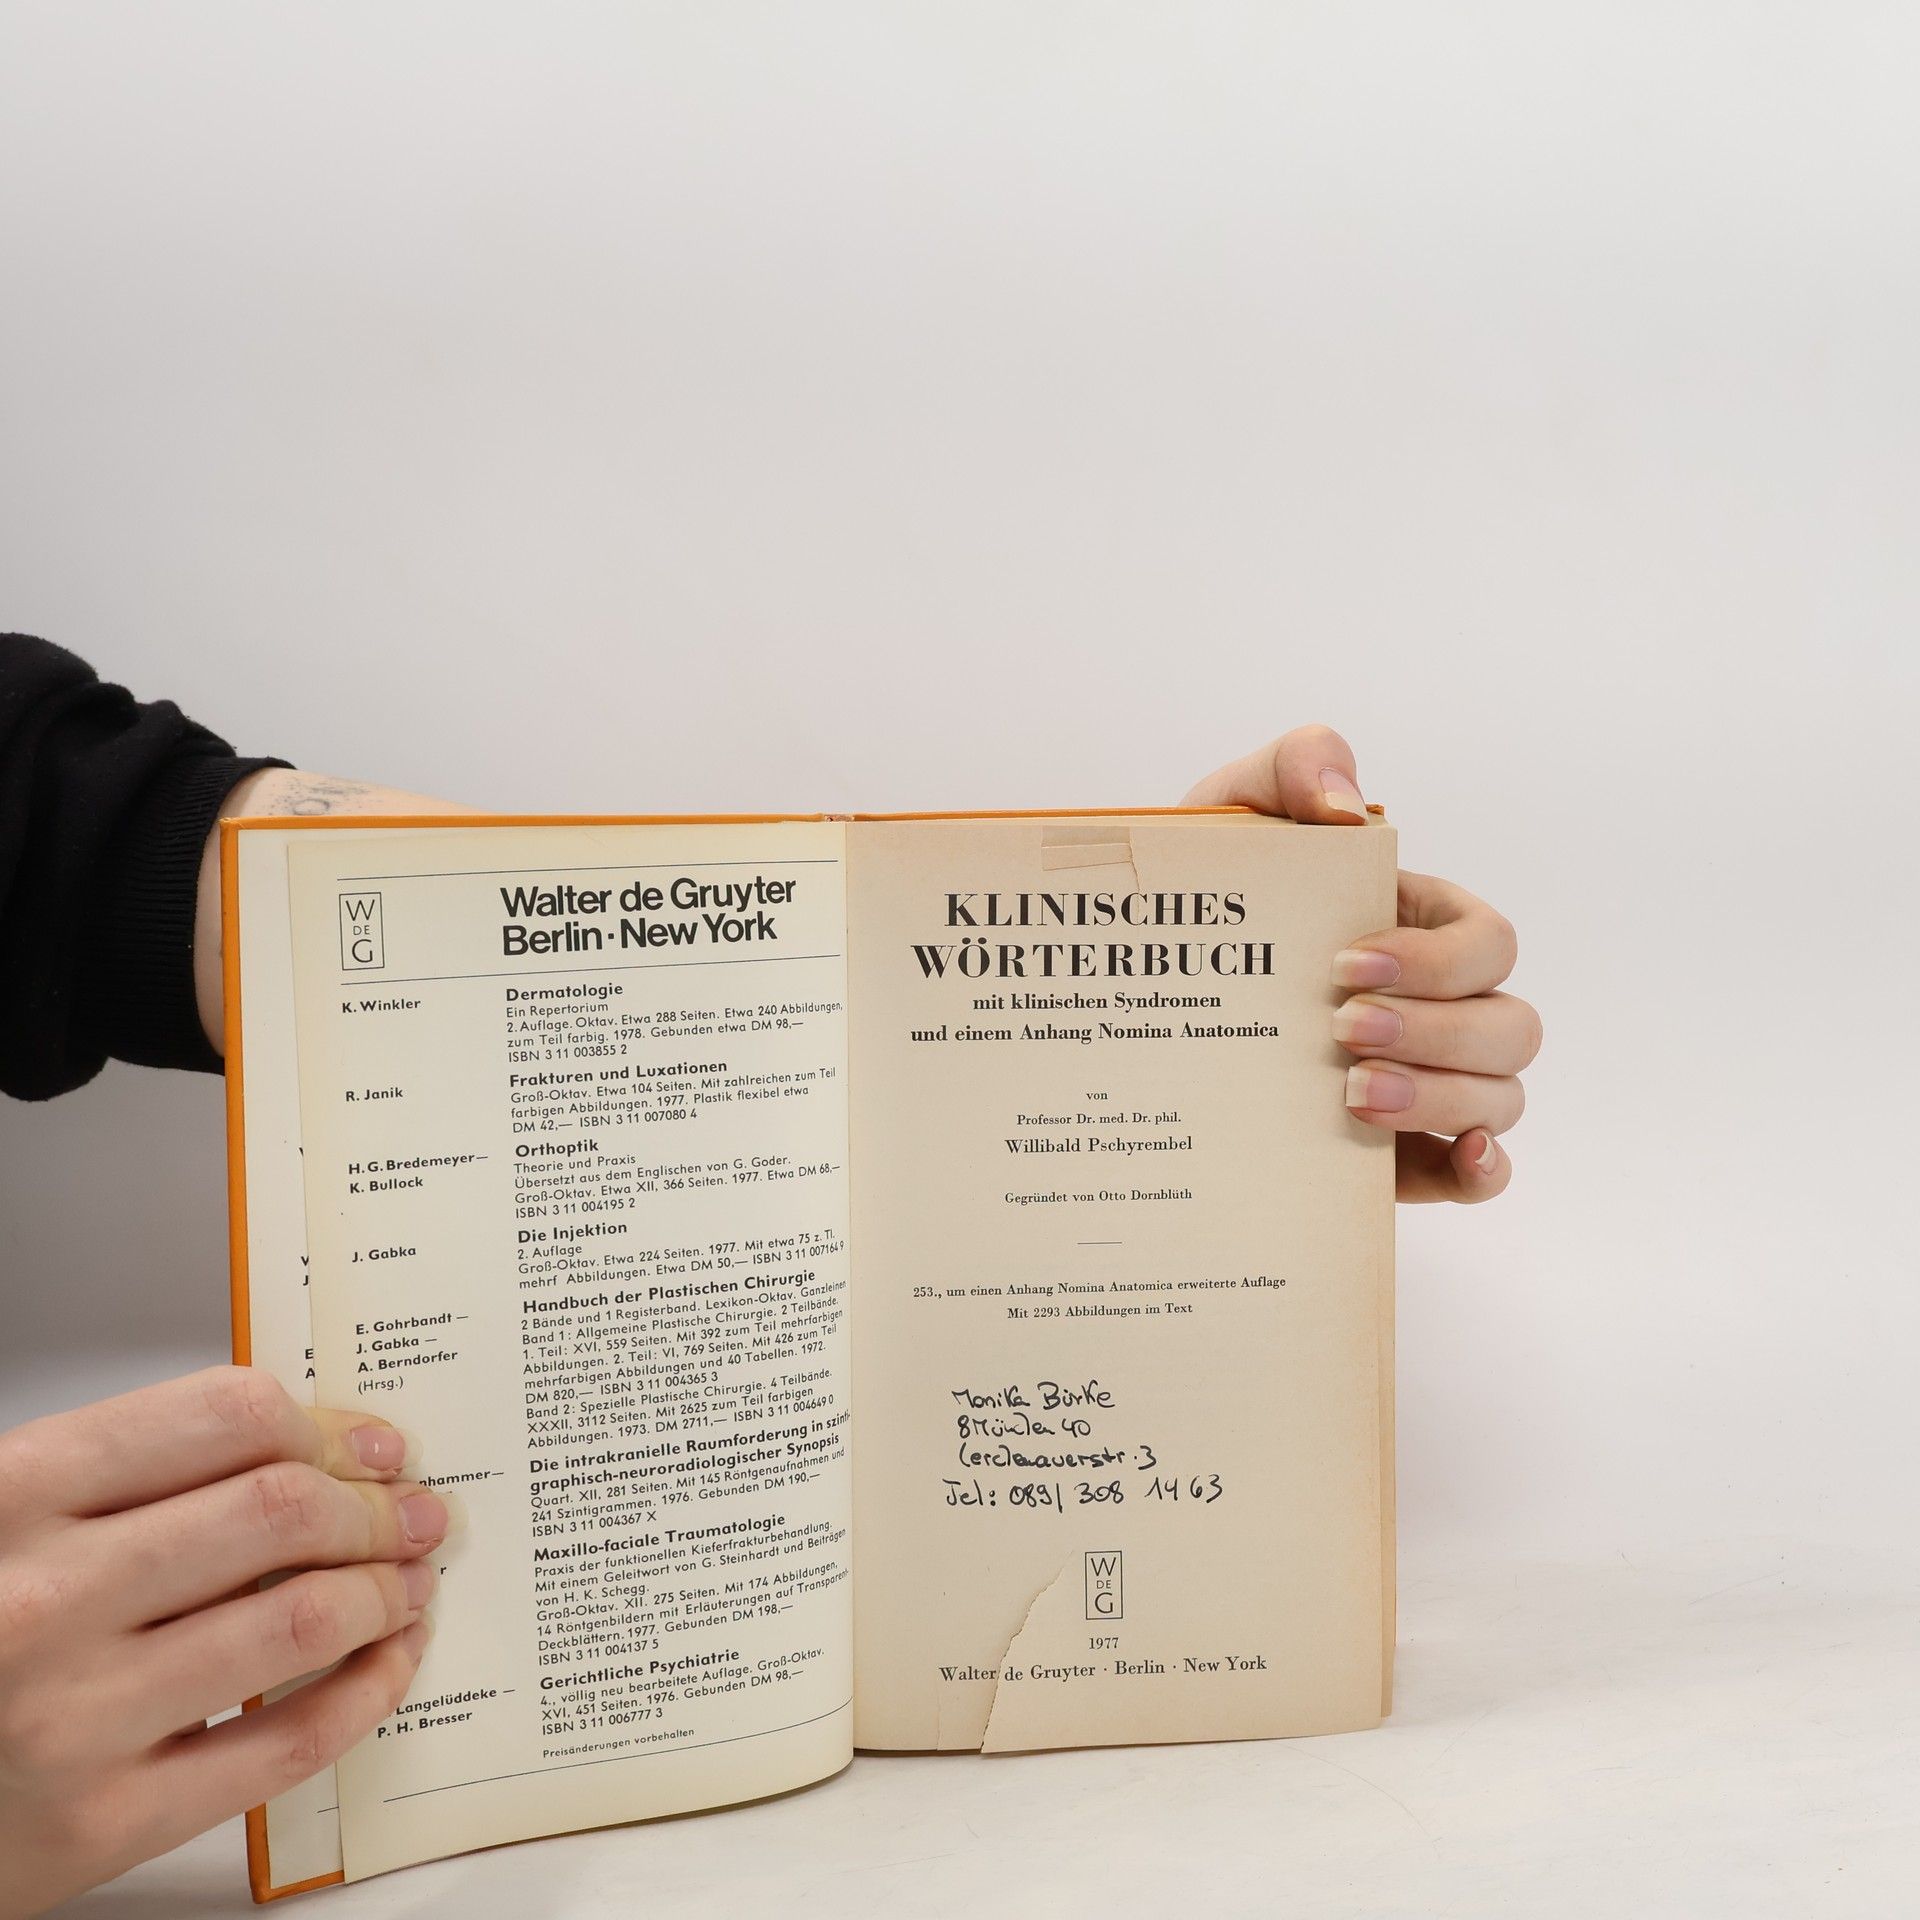 W
DE
G
Walter de Gruyter
Berlin · New York
K. Winkler
Dermatologie
Ein Repertorium
2. Auflage. Oktav. Etwa 288 Seiten. Etwa 240 Abbildungen,
zum Teil farbig. 1978. Gebunden etwa DM 98,—
ISBN 3 11 003855 2
R. Janik
Frakturen und Luxationen
Groß-Oktav. Etwa 104 Seiten. Mit zahlreichen zum Teil
farbigen Abbildungen. 1977. Plastik flexibel etwa
DM 42,— ISBN 3 11 007080 4
H. G. Bredemeyer—
K. Bullock
Orthoptik
Theorie und Praxis
Übersetzt aus dem Englischen von G. Goder.
Groß-Oktav. Etwa XII, 366 Seiten. 1977. Etwa DM 68,—
ISBN 3 11 004195 2
J. Gabka
Die Injektion
2. Auflage
Groß-Oktav. Etwa 224 Seiten. 1977. Mit etwa 75 z. Tl.
mehrf Abbildungen. Etwa DM 50,— ISBN 3 11 007164 9
E. Gohrbandt —
J. Gabka —
A. Berndorfer
(Hrsg.)
Handbuch der Plastischen Chirurgie
2 Bände und 1 Registerband. Lexikon-Oktav. Ganzleinen
Band 1: Allgemeine Plastische Chirurgie. 2 Teilbände.
1. Teil: XVI, 559 Seiten. Mit 392 zum Teil mehrfarbigen
Abbildungen. 2. Teil: VI, 769 Seiten. Mit 426 zum Teil
mehrfarbigen Abbildungen und 40 Tabellen. 1972.
DM 820,— ISBN 3 11 004365 3
Band 2: Spezielle Plastische Chirurgie. 4 Teilbände.
XXXII, 3112 Seiten. Mit 2625 zum Teil farbigen
Abbildungen. 1973. DM 2711,— ISBN 3 11 004649 0
nhammer—
Die intrakranielle Raumforderung in szinti-
graphisch-neuroradiologischer Synopsis
Quart. XII, 281 Seiten. Mit 145 Röntgenaufnahmen und
241 Szintigrammen. 1976. Gebunden DM 190,—
ISBN 3 11 004367 X
r
Maxillo-faciale Traumatologie
Praxis der funktionellen Kieferfrakturbehandlung.
Mit einem Geleitwort von G. Steinhardt und Beiträgen
von H. K. Schegg.
Groß-Oktav. XII. 275 Seiten. Mit 174 Abbildungen,
14 Röntgenbildern mit Erläuterungen auf Transparent-
Deckblättern. 1977. Gebunden DM 198,—
ISBN 3 11 004137 5
Langelüddeke —
P. H. Bresser
Gerichtliche Psychiatrie
4., völlig neu bearbeitete Auflage. Groß-Oktav.
XVI, 451 Seiten. 1976. Gebunden DM 98,—
ISBN 3 11 006777 3
Preisänderungen vorbehalten
KLINISCHES
WÖRTERBUCH
mit klinischen Syndromen
und einem Anhang Nomina Anatomica
von
Professor Dr. med. Dr. phil.
Willibald Pschyrembel
Gegründet von Otto Dornblüth
253., um einen Anhang Nomina Anatomica erweiterte Auflage
Mit 2293 Abbildungen im Text
Monika Bürke
8 München 40
Lerchenauerstr. 3
Tel: 089/ 308 14 63
W
DE
G
1977
Walter de Gruyter · Berlin · New York